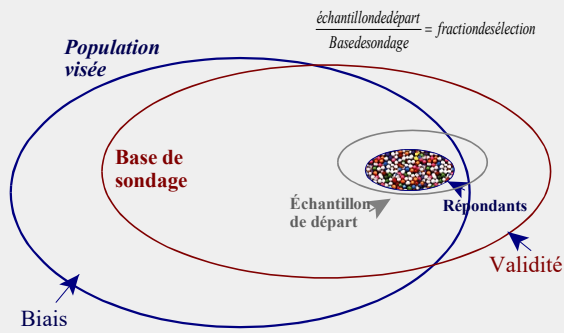 échantillondedépart
Basedesondage
= fractiondesélection
Population
visée
Base de
sondage
Échantillon
de départ
Répondants
Validité
Biais